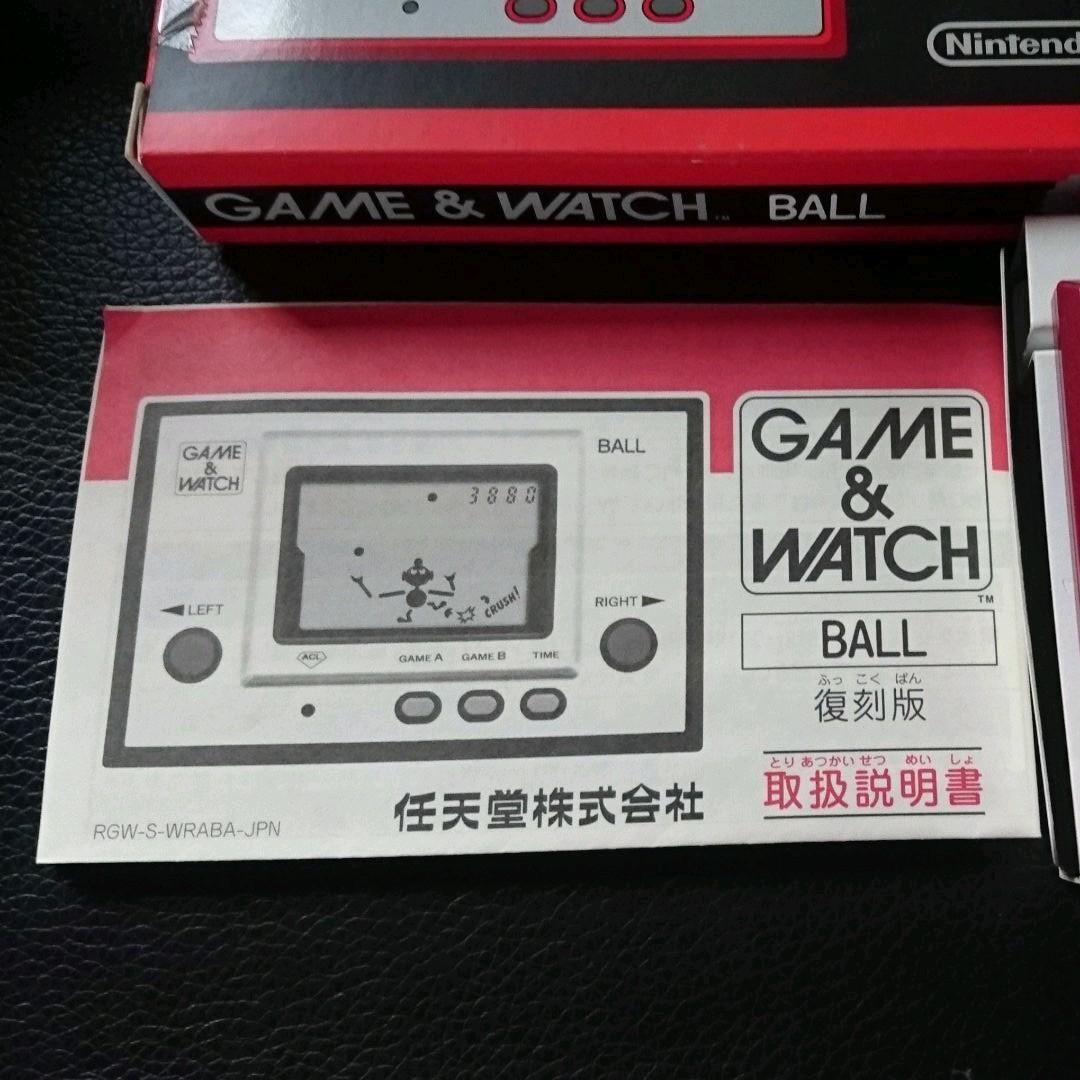 Nintend
GAME & WATCH™ BALL
GAME
&
WATCH
BALL
3880
CRUSH!
◀LEFT
RIGHT▶
ACL
GAME A
GAME B
TIME
GAME
&
WATCH
™
BALL
ふっこくばん
復刻版
とりあつかいせつめいしょ
取扱説明書
任天堂株式会社
RGW-S-WRABA-JPN